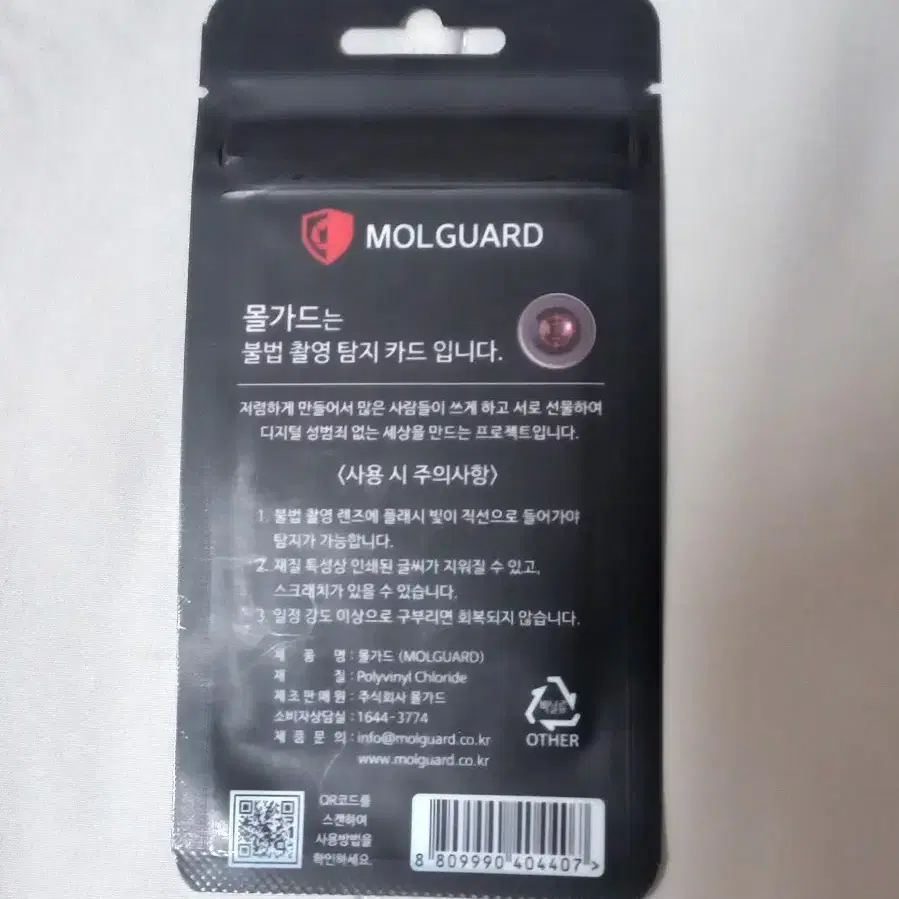 MOLGUARD
몰가드는
불법 촬영 탐지 카드 입니다.
저렴하게 만들어서 많은 사람들이 쓰게 하고 서로 선물하여
디지털 성범죄 없는 세상을 만드는 프로젝트입니다.
<사용 시 주의사항>
1. 불법 촬영 렌즈에 플래시 빛이 직선으로 들어가야
탐지가 가능합니다.
2. 재질 특성상 인쇄된 글씨가 지워질 수 있고,
스크래치가 있을 수 있습니다.
3. 일정 강도 이상으로 구부리면 회복되지 않습니다.
제 품 명 : 몰가드 (MOLGUARD)
재 질 : Polyvinyl Chloride
제조판매원 : 주식회사 몰가드
소비자상담실 : 1644-3774
제 품 문 의 : info@molguard.co.kr
www.molguard.co.kr
비닐류
OTHER
QR코드를
스캔하여
사용방법을
확인하세요.
8 809990 404407 >